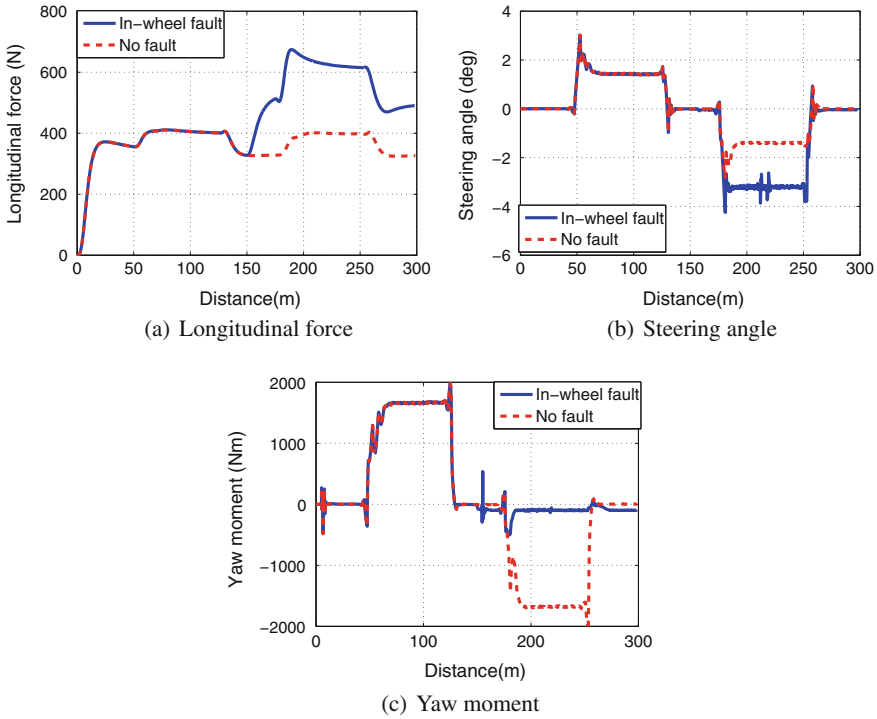 In-wheel fault
No fault
Longitudinal force (N)
800
600
400
200
0
0 50 100 150 200 250 300
Distance(m)
(a) Longitudinal force
Steering angle (deg)
4
2
0
−2
−4
−6
In-wheel fault
No fault
0 50 100 150 200 250 300
Distance(m)
(b) Steering angle
Yaw moment (Nm)
2000
1000
0
−1000
−2000
In-wheel fault
No fault
0 100 200 300
Distance(m)
(c) Yaw moment